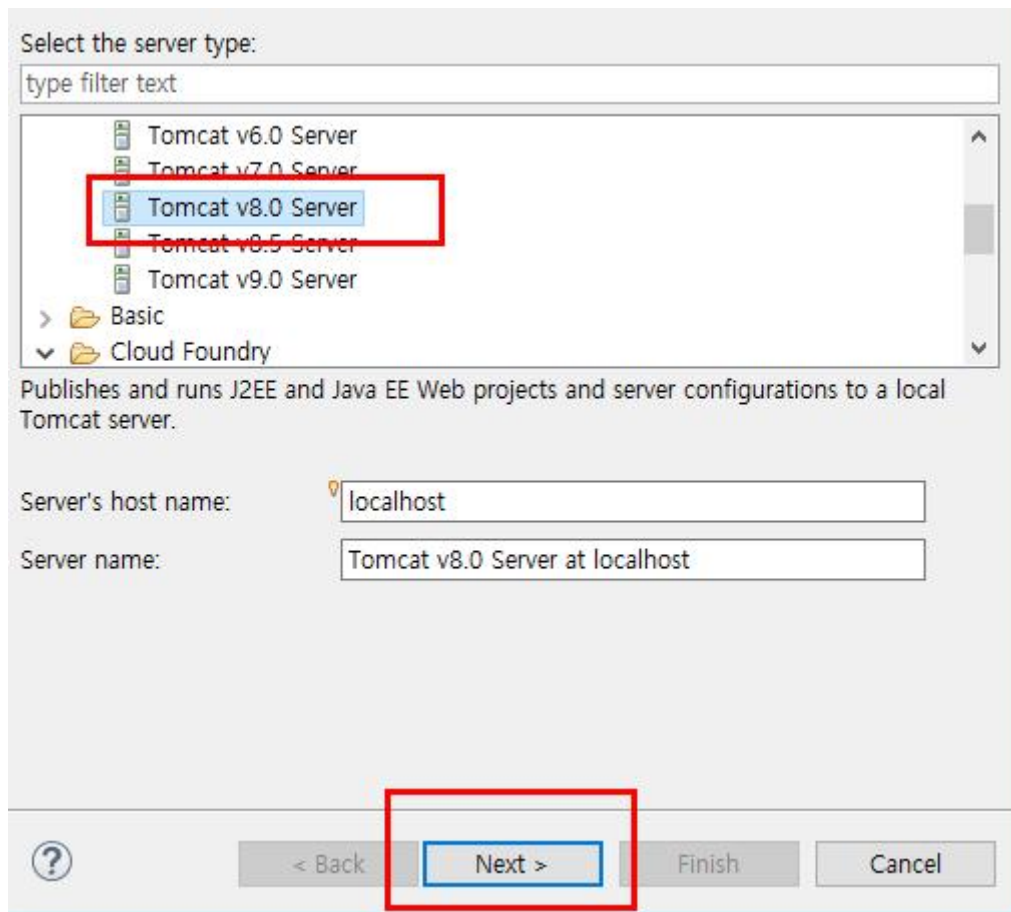 Select the server type:
type filter text
Tomcat v6.0 Server
Tomcat v7.0 Server
Tomcat v8.0 Server
Tomcat v8.5 Server
Tomcat v9.0 Server
Basic
Cloud Foundry
Publishes and runs J2EE and Java EE Web projects and server configurations to a local
Tomcat server.
Server's host name: localhost
Server name: Tomcat v8.0 Server at localhost
? < Back Next > Finish Cancel